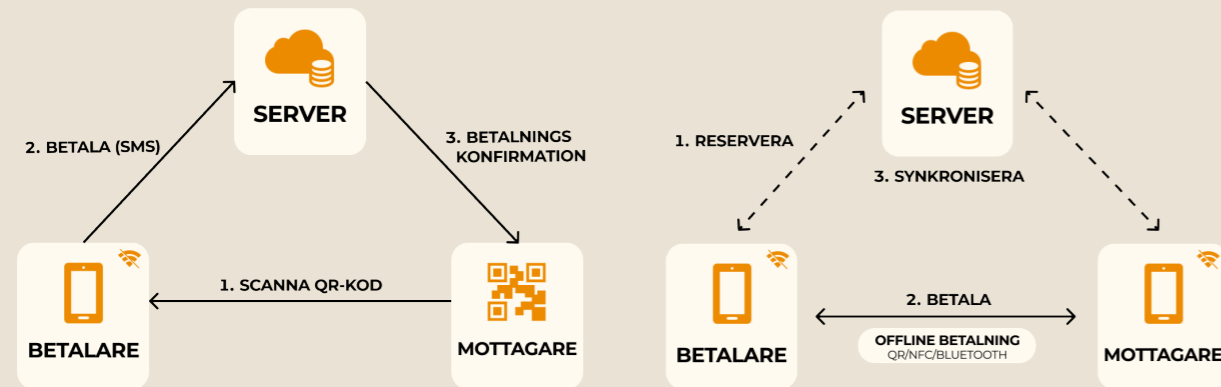 SERVER
2. BETALA (SMS)
3. BETALNINGS
KONFIRMATION
1. SCANNA QR-KOD
BETALARE
MOTTAGARE
SERVER
1. RESERVERA
3. SYNKRONISERA
2. BETALA
OFFLINE BETALNING
QR/NFC/BLUETOOTH
BETALARE
MOTTAGARE